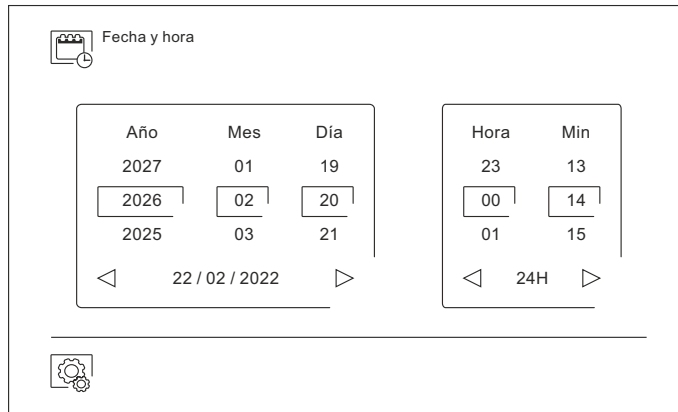 Fecha y hora
Año Mes Día Hora Min
2027 01 19 23 13
2026 02 20 00 14
2025 03 21 01 15
22 / 02 / 2022 24H